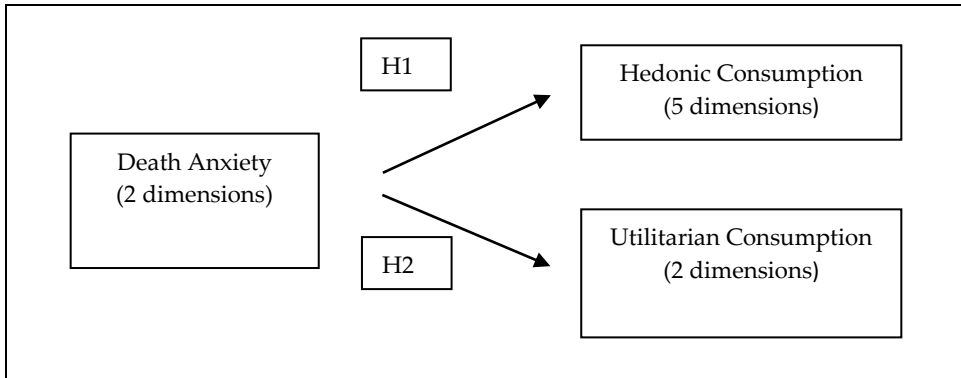 H1
Hedonic Consumption
(5 dimensions)
Death Anxiety
(2 dimensions)
H2
Utilitarian Consumption
(2 dimensions)